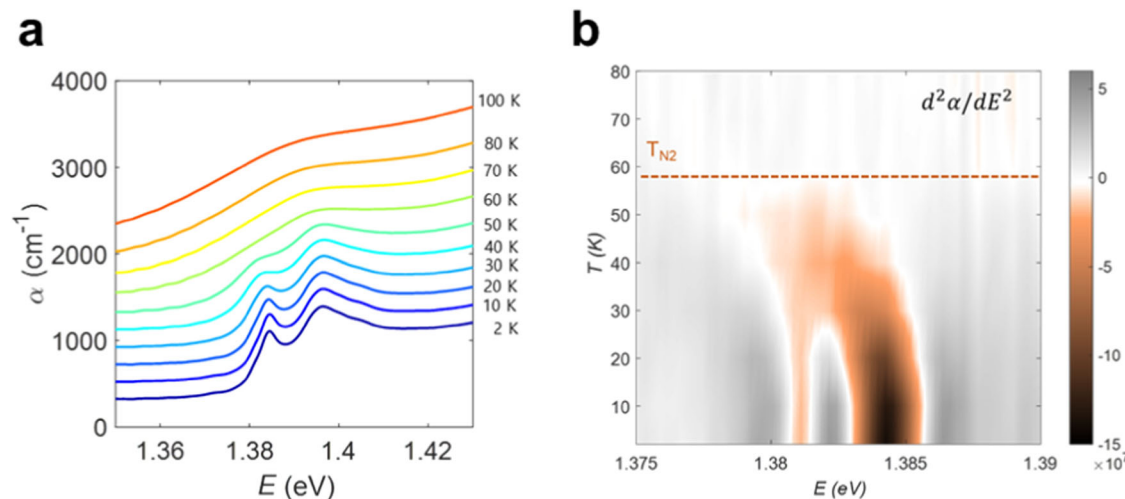 a
4000
3000
2000
1000
0
α (cm⁻¹)
1.36
1.38
1.4
1.42
E (eV)
100 K
80 K
70 K
60 K
50 K
40 K
30 K
20 K
10 K
2 K
b
80
70
60
50
40
30
20
10
T (K)
d²α/dE²
T_N2
1.375
1.38
1.385
1.39
E (eV)
5
0
-5
-10
-15